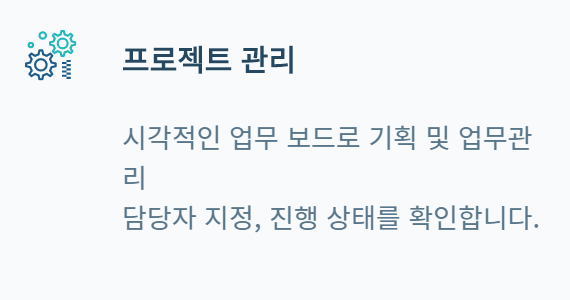 프로젝트 관리
시각적인 업무 보드로 기획 및 업무관
리
담당자 지정, 진행 상태를 확인합니다.